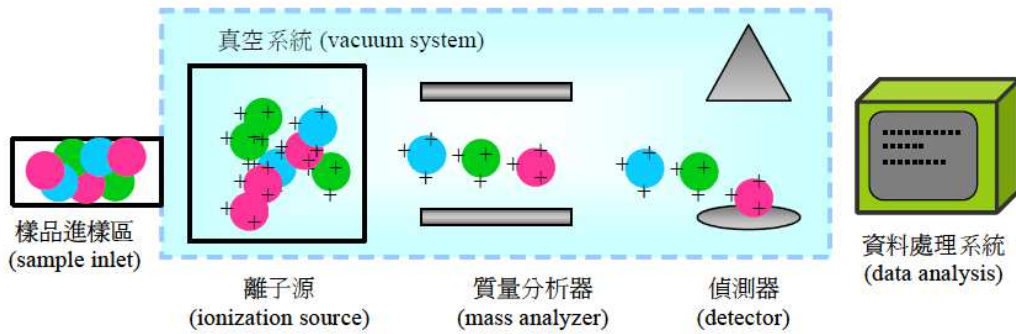 真空系統 (vacuum system)
樣品進樣區
(sample inlet)
離子源
(ionization source)
質量分析器
(mass analyzer)
偵測器
(detector)
資料處理系統
(data analysis)